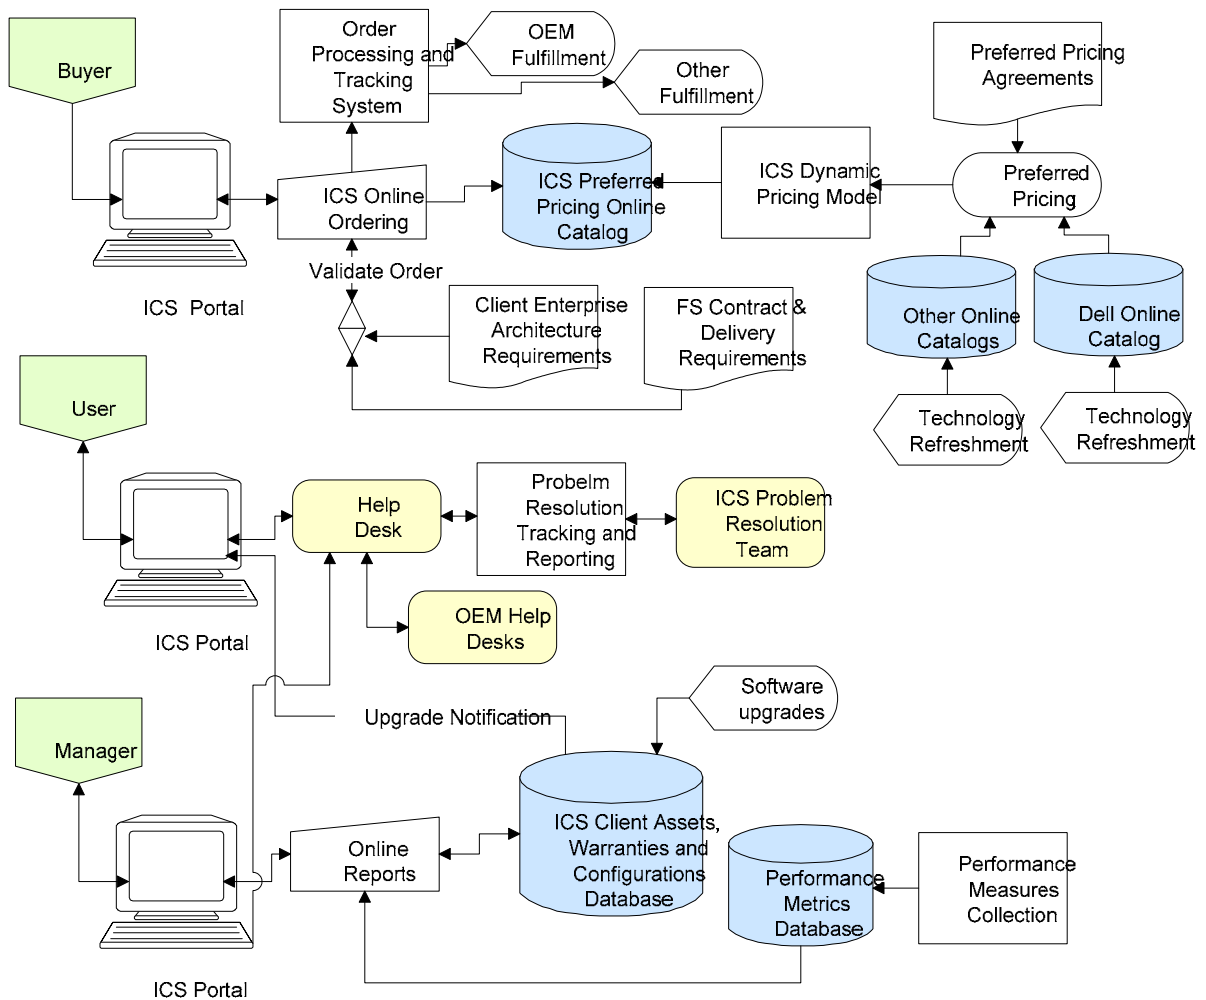 Buyer
ICS  Portal
Order
Processing and
Tracking
System
OEM
Fulfillment
Other
Fulfillment
ICS Online
Ordering
ICS Preferred
Pricing Online
Catalog
ICS Dynamic
Pricing Model
Preferred Pricing
Agreements
Preferred
Pricing
Validate Order
Client Enterprise
Architecture
Requirements
FS Contract &
Delivery
Requirements
Other Online
Catalogs
Dell Online
Catalog
Technology
Refreshment
Technology
Refreshment
User
ICS Portal
Help
Desk
Probelm
Resolution
Tracking and
Reporting
ICS Problem
Resolution
Team
OEM Help
Desks
Software
upgrades
Upgrade Notification
Manager
ICS Portal
Online
Reports
ICS Client Assets,
Warranties and
Configurations
Database
Performance
Metrics
Database
Performance
Measures
Collection